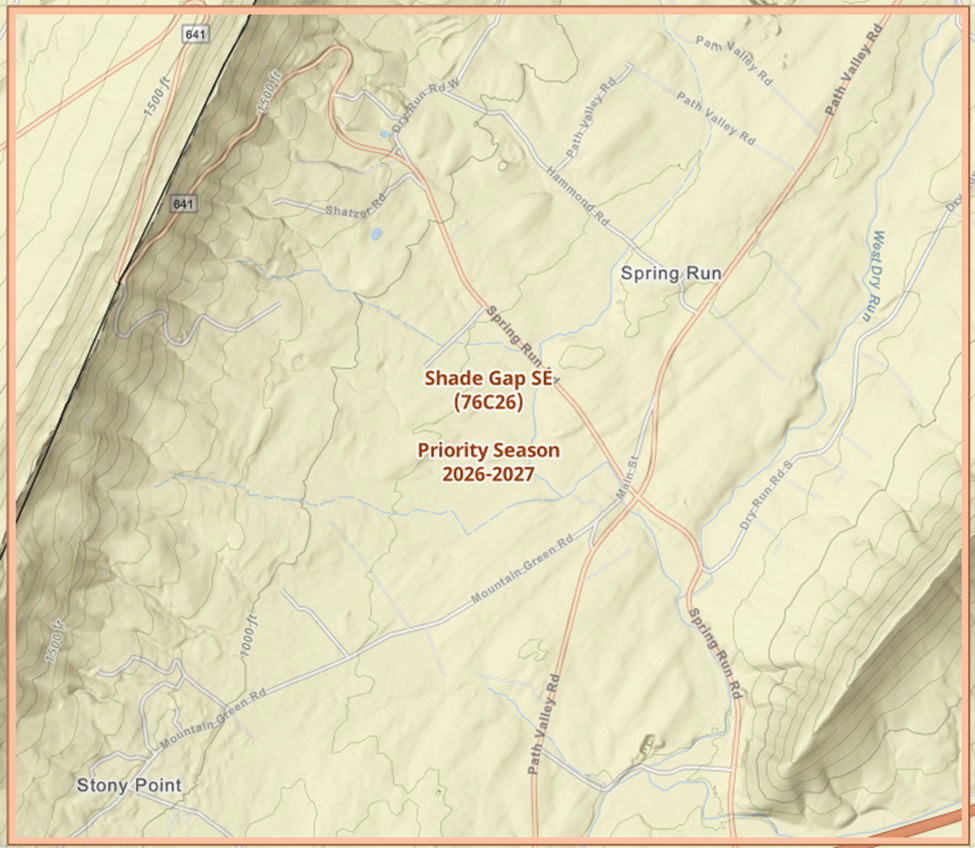 641
1500 ft
1500 ft
Dry Run Rd W
Path Valley Rd
Path Valley Rd
Path Valley Rd
Path Valley Rd
641
Shatzer Rd
Hammond Rd
West Dry Run
Spring Run
Spring Run
Shade Gap SE
(76C26)
Priority Season
2026-2027
Main St
Dry Run Rd S
Mountain Green Rd
1500 ft
1000 ft
Spring Run Rd
Mountain Green Rd
Path Valley Rd
Stony Point